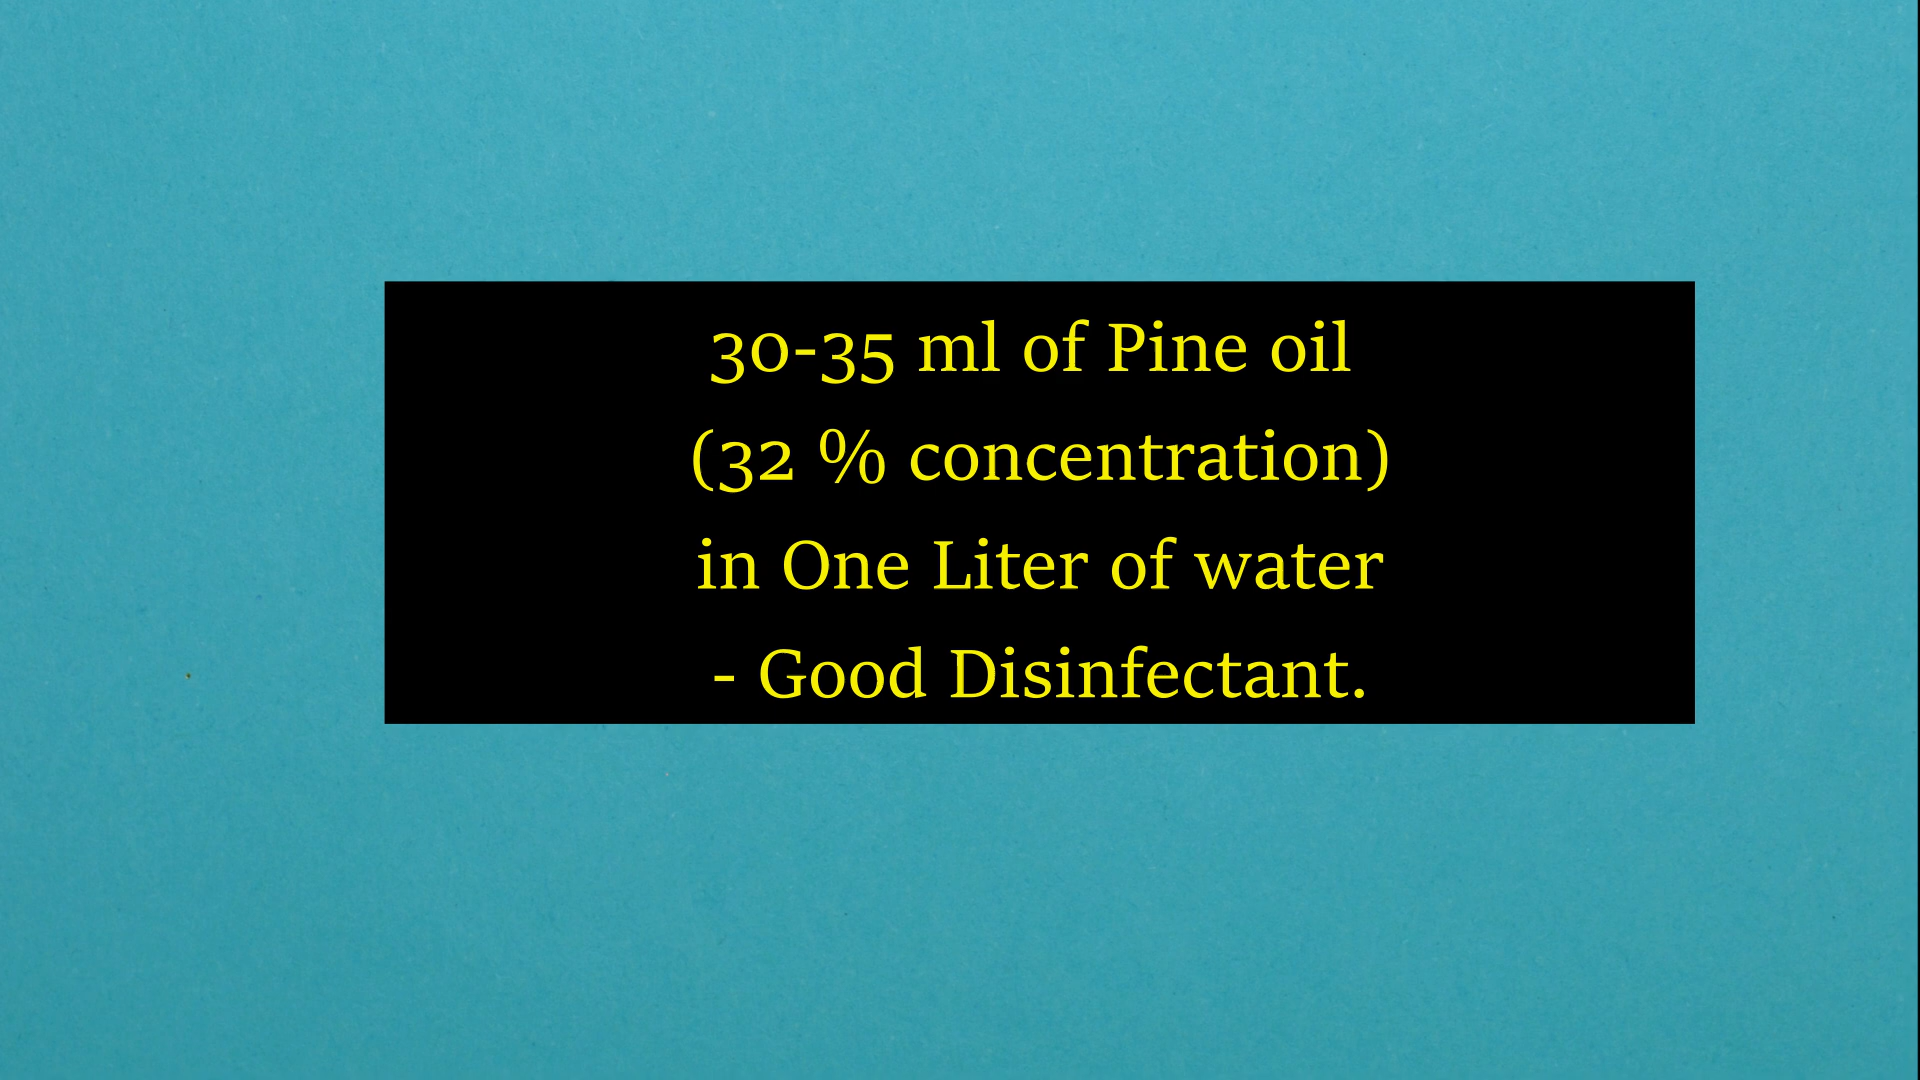 30-35 ml of Pine oil
(32 % concentration)
in One Liter of water
- Good Disinfectant.